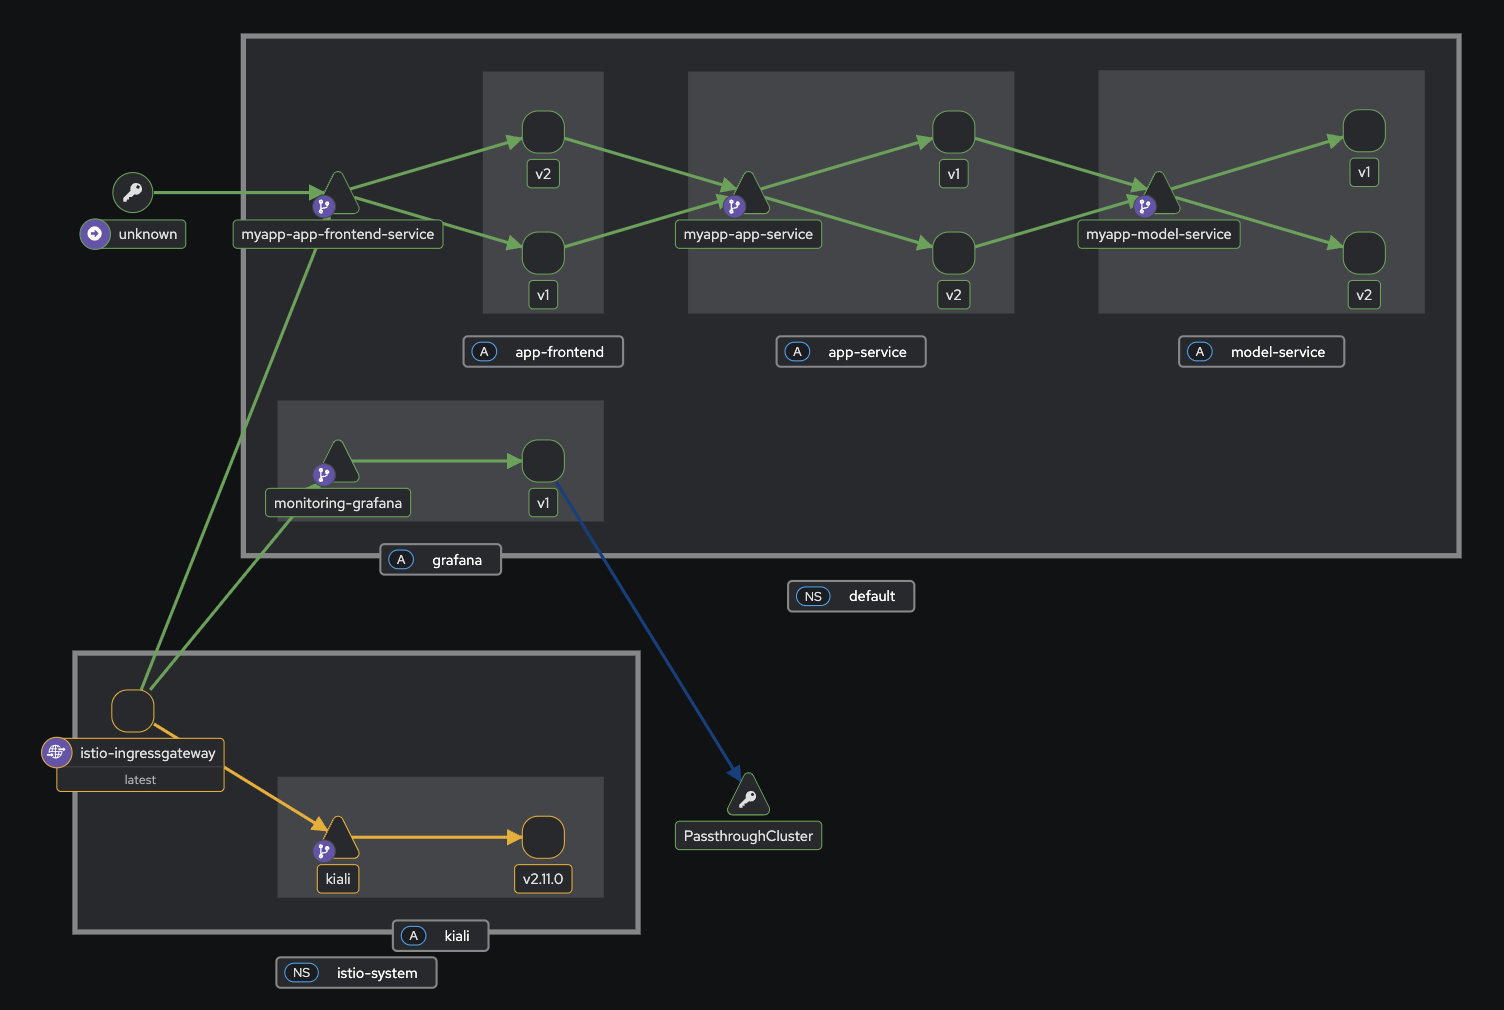 v2
v1
v1
unknown
myapp-app-frontend-service
myapp-app-service
myapp-model-service
v1
v2
v2
A app-frontend
A app-service
A model-service
monitoring-grafana
v1
A grafana
NS default
istio-ingressgateway
latest
PassthroughCluster
kiali
v2.11.0
A kiali
NS istio-system